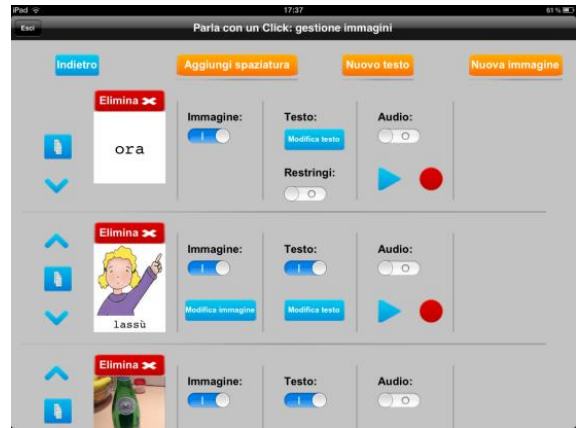 iPad 17:37 61 %
Esci Parla con un Click: gestione immagini
Indietro Aggiungi spaziatura Nuovo testo Nuova immagine
Elimina
ora
Immagine: Testo: Audio:
Modifica testo
Restringi:
Elimina
lassù
Immagine: Testo: Audio:
Modifica immagine Modifica testo
Elimina
Immagine: Testo: Audio: